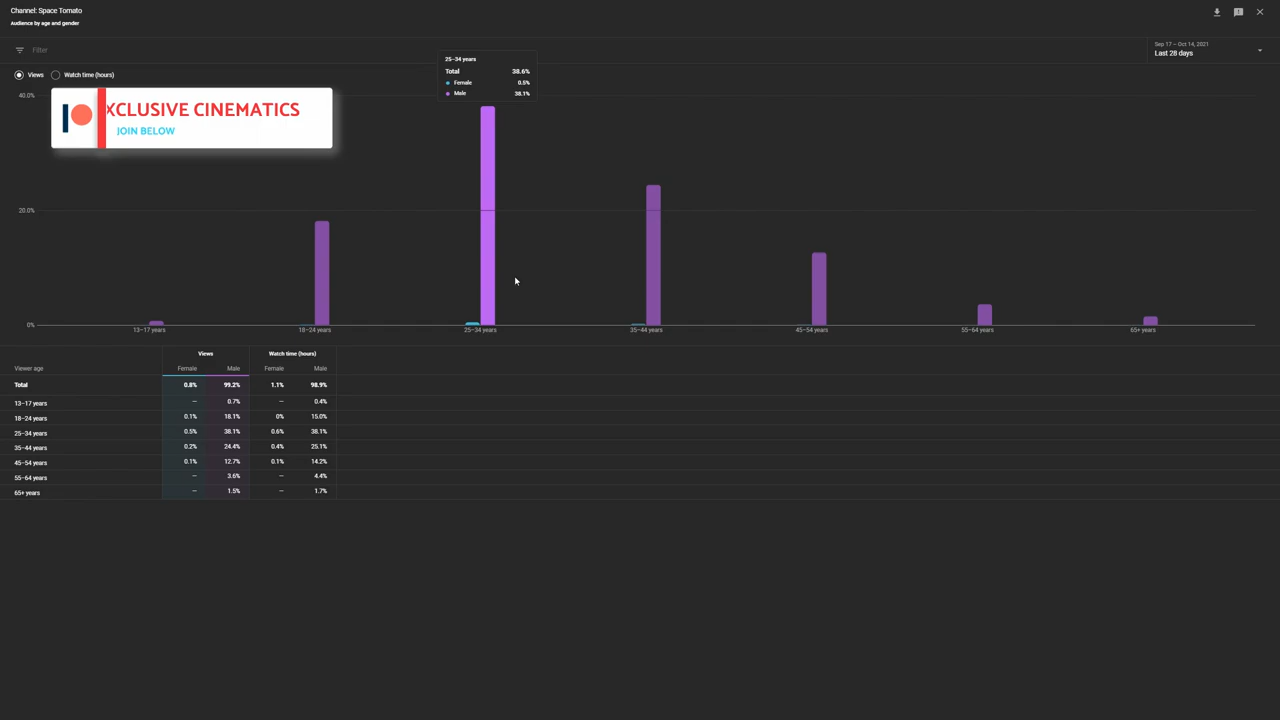 Channel: Space Tomato
Audience by age and gender
Filter
Sep 17 – Oct 14, 2021
Last 28 days
Views Watch time (hours)
25–34 years
Total 38.6%
Female 0.5%
Male 38.1%
40.0%
20.0%
0%
XCLUSIVE CINEMATICS
JOIN BELOW
13–17 years 18–24 years 25–34 years 35–44 years 45–54 years 55–64 years 65+ years
Views Watch time (hours)
Viewer age Female Male Female Male
Total 0.8% 99.2% 1.1% 98.9%
13–17 years — 0.7% — 0.4%
18–24 years 0.1% 18.1% 0% 15.0%
25–34 years 0.5% 38.1% 0.6% 38.1%
35–44 years 0.2% 24.4% 0.4% 25.1%
45–54 years 0.1% 12.7% 0.1% 14.2%
55–64 years — 3.6% — 4.4%
65+ years — 1.5% — 1.7%